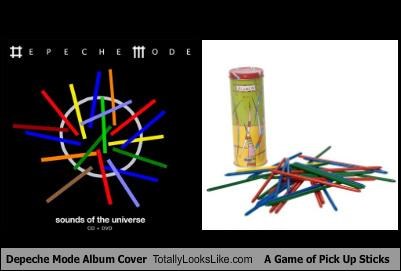 DEPECHE MODE
sounds of the universe
CD + DVD
Depeche Mode Album Cover TotallyLooksLike.com A Game of Pick Up Sticks